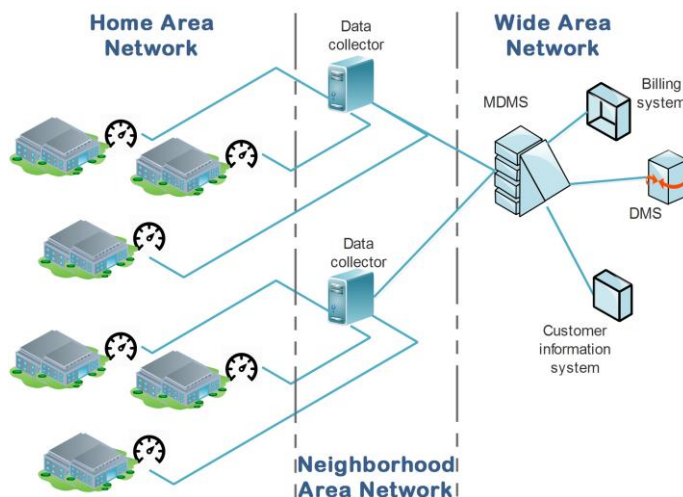 Home Area
Network
Data
collector
Wide Area
Network
MDMS
Billing
system
DMS
Data
collector
Customer
information
system
Neighborhood
Area Network